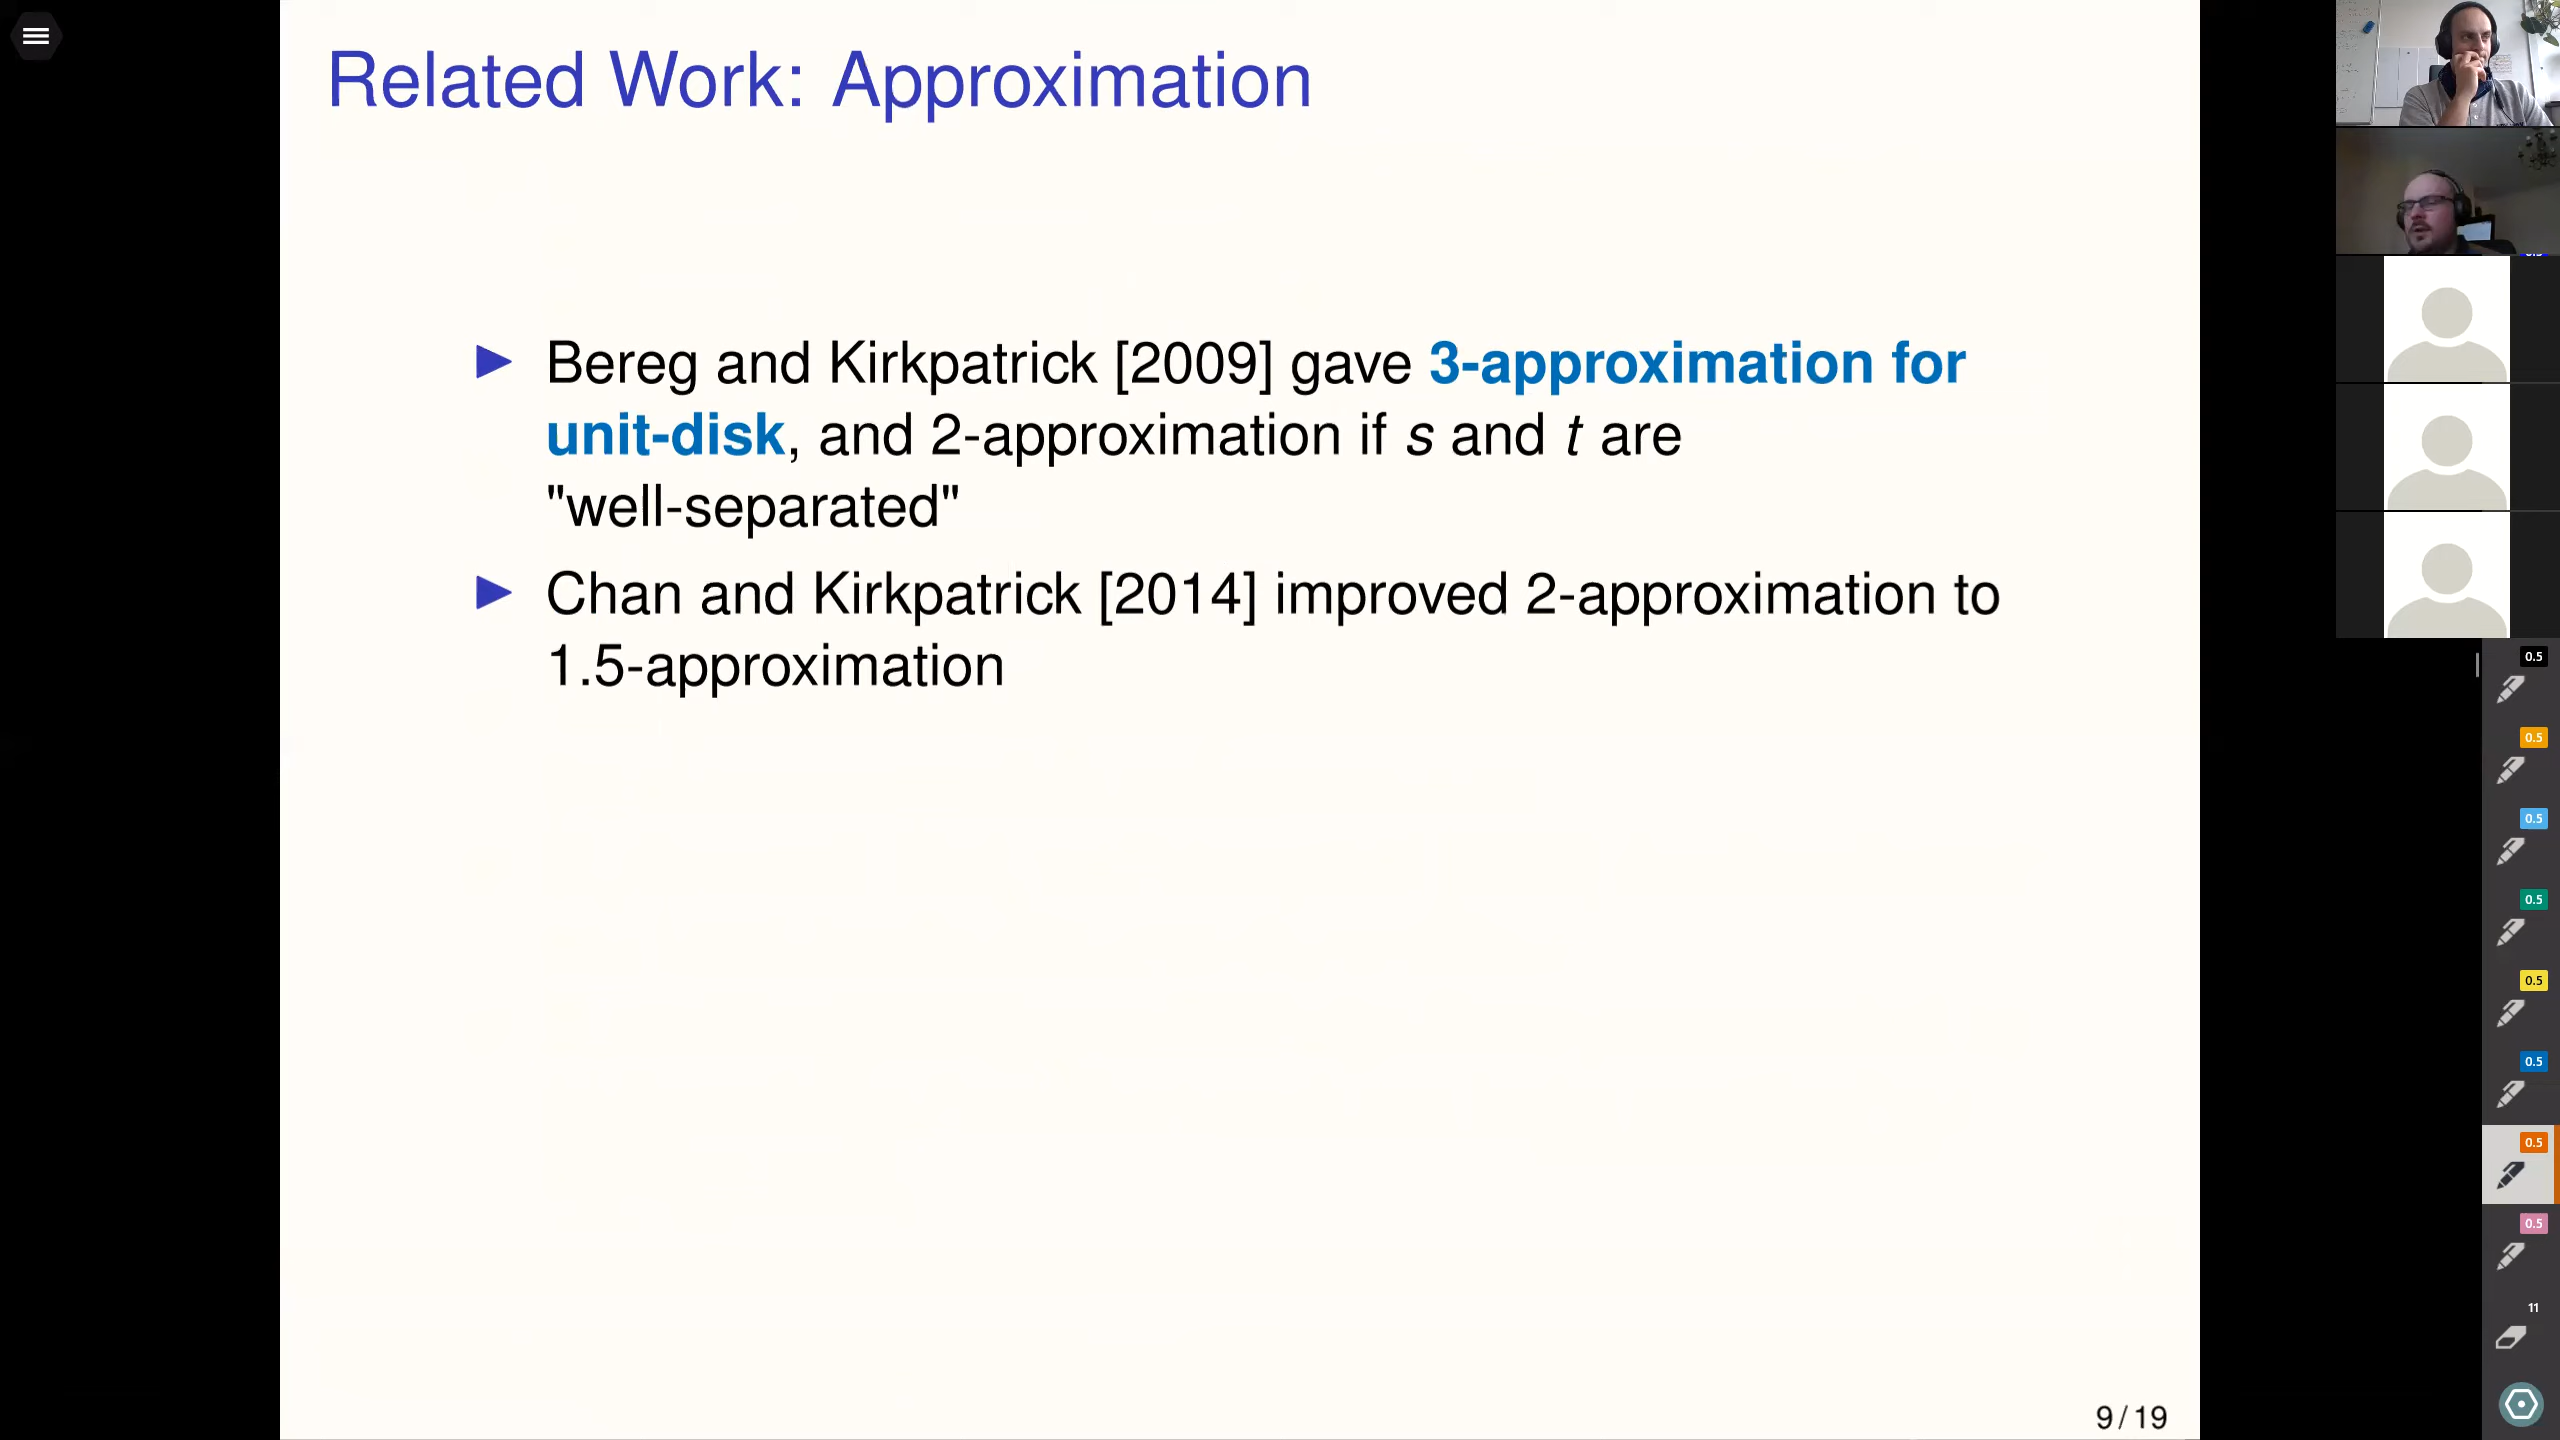 Related Work: Approximation
Bereg and Kirkpatrick [2009] gave 3-approximation for
unit-disk, and 2-approximation if s and t are
"well-separated"
Chan and Kirkpatrick [2014] improved 2-approximation to
1.5-approximation
9/19
0.5
0.5
0.5
0.5
0.5
0.5
0.5
0.5
11